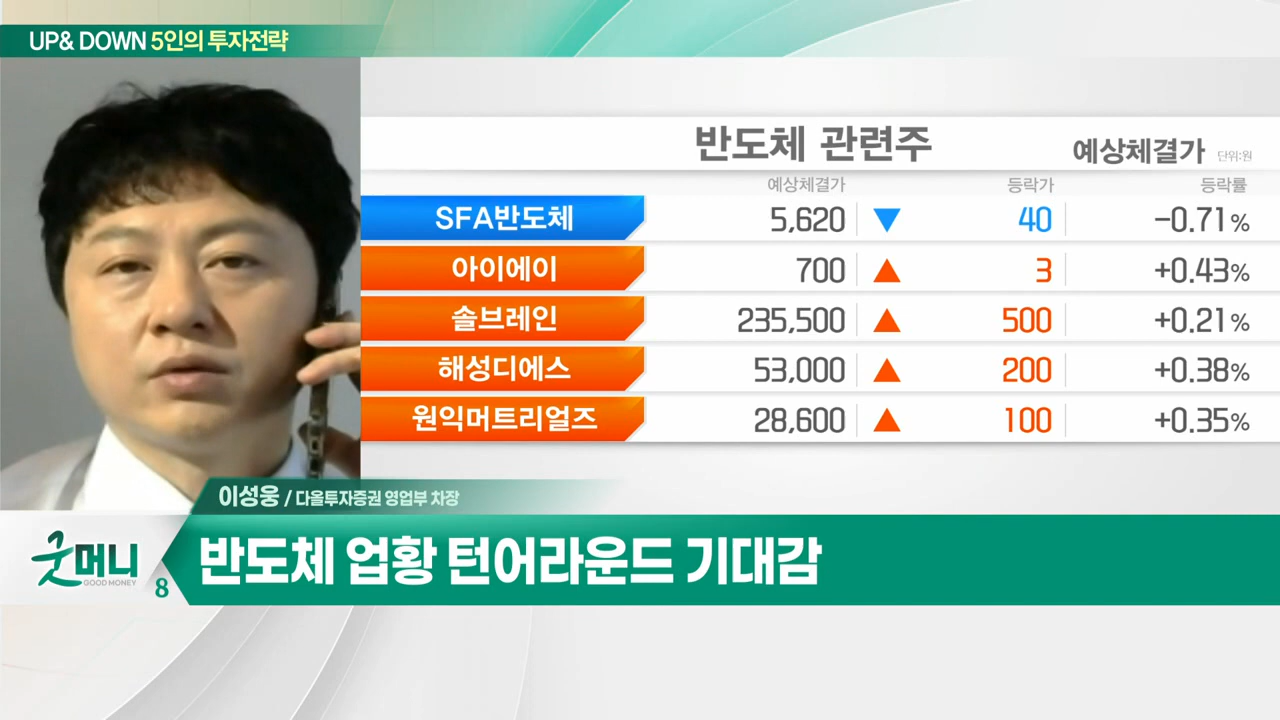 UP& DOWN 5인의 투자전략
반도체 관련주 예상체결가 단위:원
예상체결가 등락가 등락률
SFA반도체 5,620 ▼ 40 -0.71%
아이에이 700 ▲ 3 +0.43%
솔브레인 235,500 ▲ 500 +0.21%
해성디에스 53,000 ▲ 200 +0.38%
원익머트리얼즈 28,600 ▲ 100 +0.35%
이성웅 / 다올투자증권 영업부 차장
굿머니
GOOD MONEY
8
반도체 업황 턴어라운드 기대감